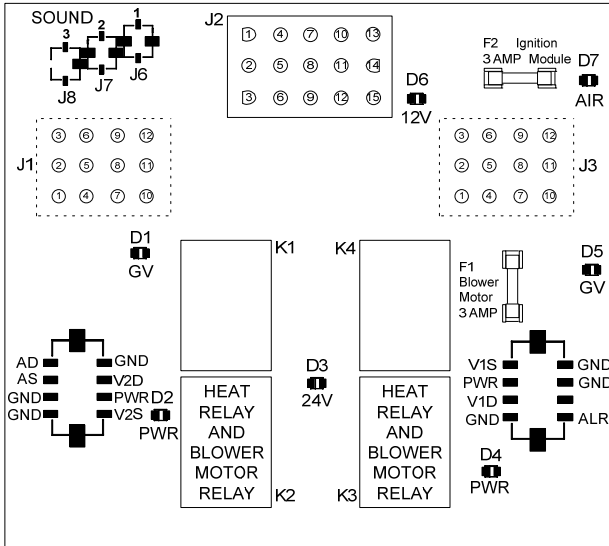 SOUND
3 2 1
J8 J7 J6
J2
1 4 7 10 13
2 5 8 11 14
3 6 9 12 15
D6
12V
F2 Ignition
3 AMP Module
D7
AIR
J1
3 6 9 12
2 5 8 11
1 4 7 10
J3
3 6 9 12
2 5 8 11
1 4 7 10
D1
GV
K1
K4
F1
Blower
Motor
3 AMP
D5
GV
AD GND
AS V2D
GND PWR
GND V2S
D2
PWR
D3
24V
HEAT
RELAY
AND
BLOWER
MOTOR
RELAY
K2
HEAT
RELAY
AND
BLOWER
MOTOR
RELAY
K3
V1S GND
PWR GND
V1D
GND ALR
D4
PWR